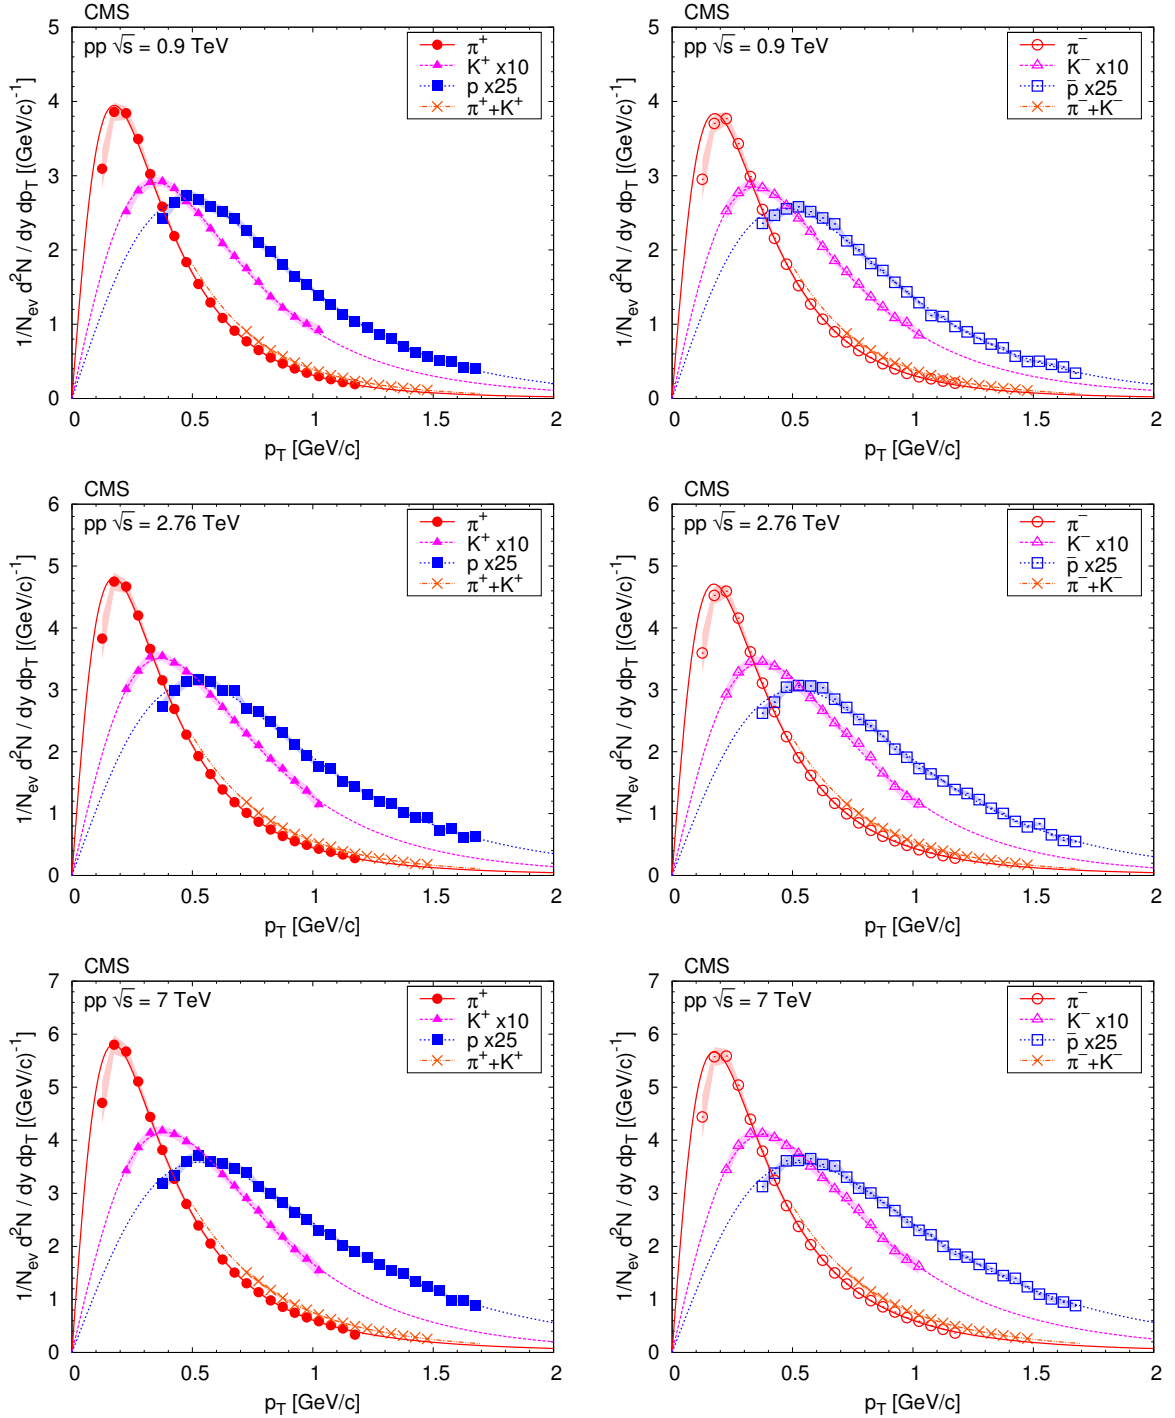 CMS
pp √s = 0.9 TeV
π⁺
K⁺ x10
p x25
π⁺+K⁺
1/N_ev d²N / dy dp_T [(GeV/c)⁻¹]
5
4
3
2
1
0
0 0.5 1 1.5 2
p_T [GeV/c]
CMS
pp √s = 0.9 TeV
π⁻
K⁻ x10
p̄ x25
π⁻+K⁻
1/N_ev d²N / dy dp_T [(GeV/c)⁻¹]
5
4
3
2
1
0
0 0.5 1 1.5 2
p_T [GeV/c]
CMS
pp √s = 2.76 TeV
π⁺
K⁺ x10
p x25
π⁺+K⁺
1/N_ev d²N / dy dp_T [(GeV/c)⁻¹]
6
5
4
3
2
1
0
0 0.5 1 1.5 2
p_T [GeV/c]
CMS
pp √s = 2.76 TeV
π⁻
K⁻ x10
p̄ x25
π⁻+K⁻
1/N_ev d²N / dy dp_T [(GeV/c)⁻¹]
6
5
4
3
2
1
0
0 0.5 1 1.5 2
p_T [GeV/c]
CMS
pp √s = 7 TeV
π⁺
K⁺ x10
p x25
π⁺+K⁺
1/N_ev d²N / dy dp_T [(GeV/c)⁻¹]
7
6
5
4
3
2
1
0
0 0.5 1 1.5 2
p_T [GeV/c]
CMS
pp √s = 7 TeV
π⁻
K⁻ x10
p̄ x25
π⁻+K⁻
1/N_ev d²N / dy dp_T [(GeV/c)⁻¹]
7
6
5
4
3
2
1
0
0 0.5 1 1.5 2
p_T [GeV/c]